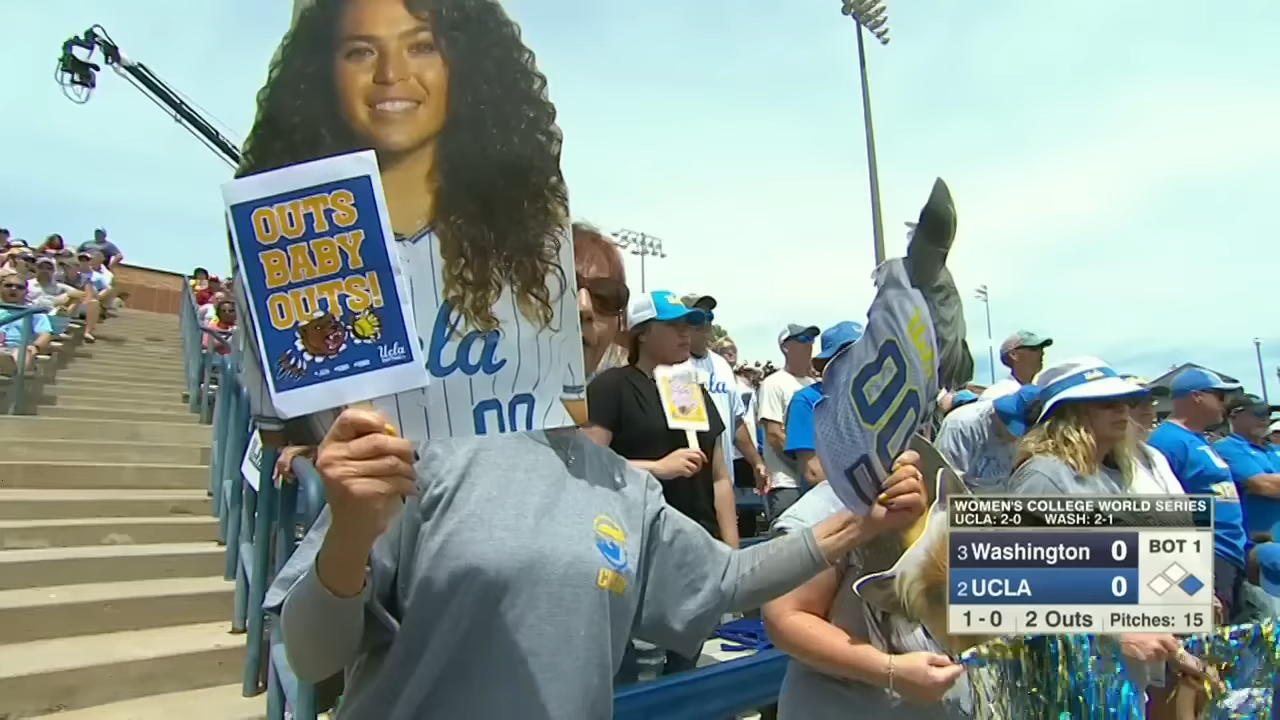 OUTS
BABY
OUTS!
Ucla
Ucla
00
00
WOMEN'S COLLEGE WORLD SERIES
UCLA: 2-0 WASH: 2-1
3 Washington 0
2 UCLA 0
BOT 1
1 - 0 2 Outs Pitches: 15